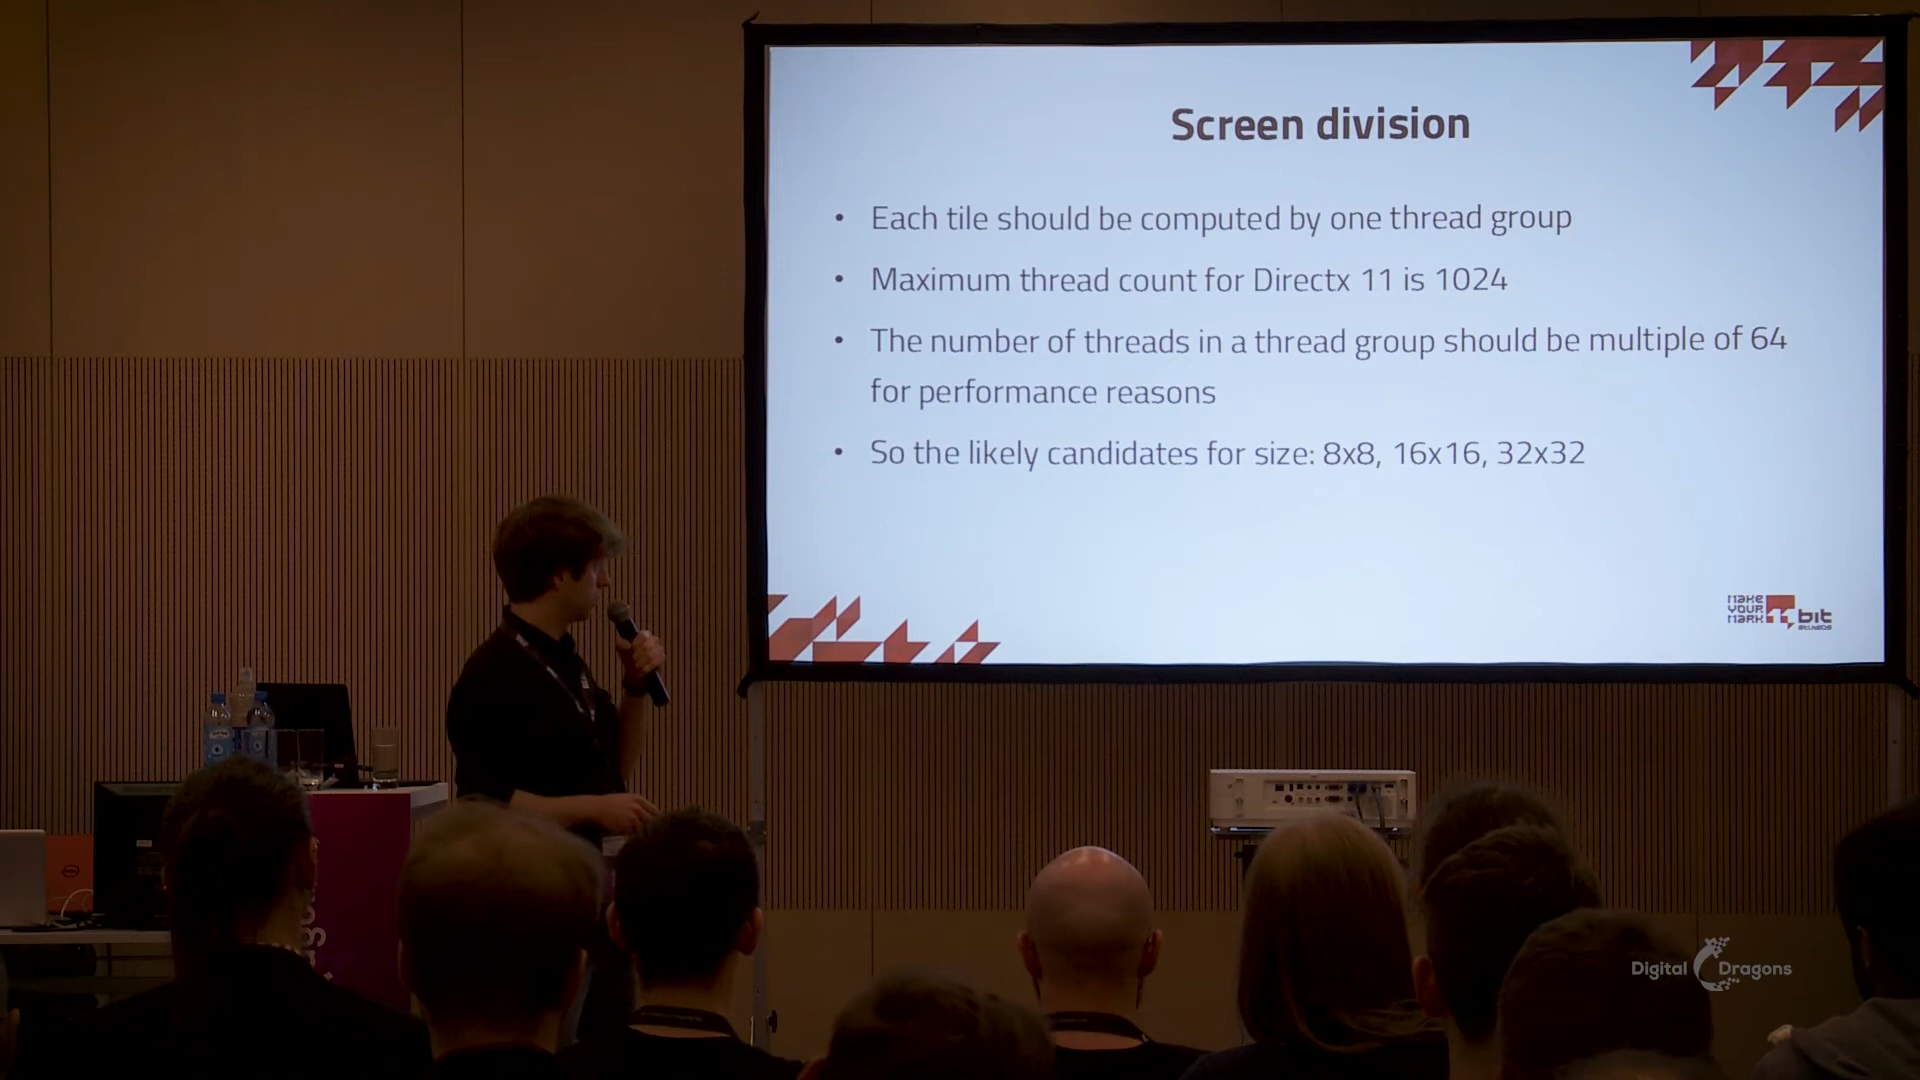 Screen division
• Each tile should be computed by one thread group
• Maximum thread count for Directx 11 is 1024
• The number of threads in a thread group should be multiple of 64
for performance reasons
• So the likely candidates for size: 8x8, 16x16, 32x32
MAKE
YOUR
MARK
11 bit
STUDIOS
Digital Dragons